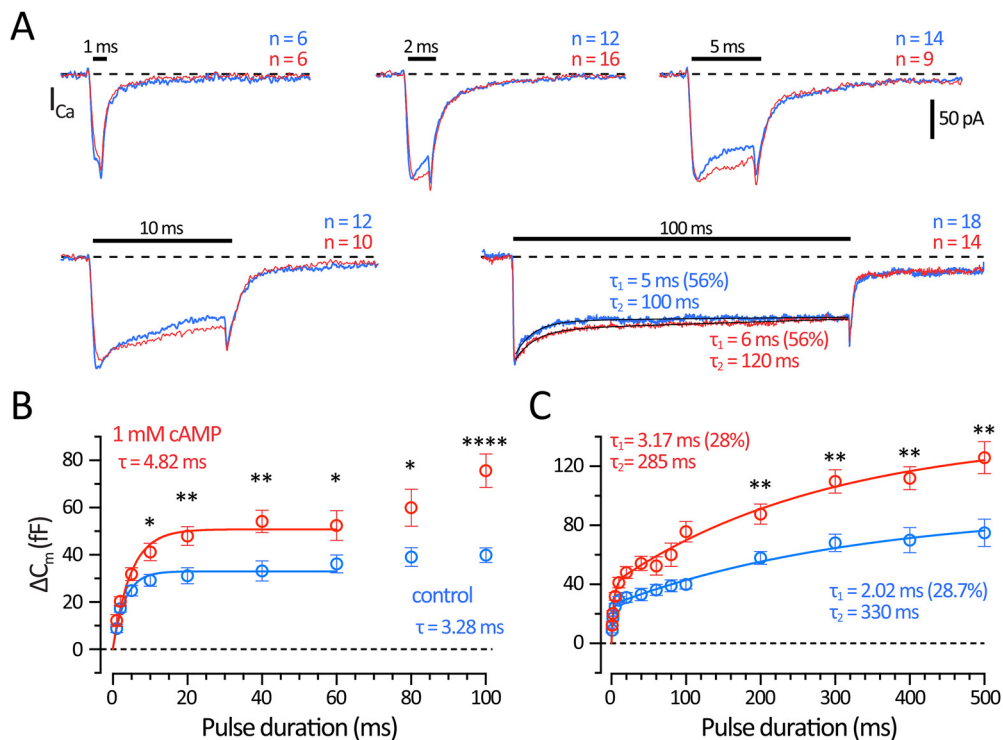 A
1 ms
n = 6
n = 6
2 ms
n = 12
n = 16
5 ms
n = 14
n = 9
I_Ca
50 pA
10 ms
n = 12
n = 10
100 ms
n = 18
n = 14
τ₁ = 5 ms (56%)
τ₂ = 100 ms
τ₁ = 6 ms (56%)
τ₂ = 120 ms
B
1 mM cAMP
τ = 4.82 ms
* ** ** * * ****
control
τ = 3.28 ms
ΔCₘ (fF)
80
60
40
20
0
0 20 40 60 80 100
Pulse duration (ms)
C
τ₁= 3.17 ms (28%)
τ₂= 285 ms
** ** ** **
τ₁ = 2.02 ms (28.7%)
τ₂ = 330 ms
120
80
40
0
0 100 200 300 400 500
Pulse duration (ms)